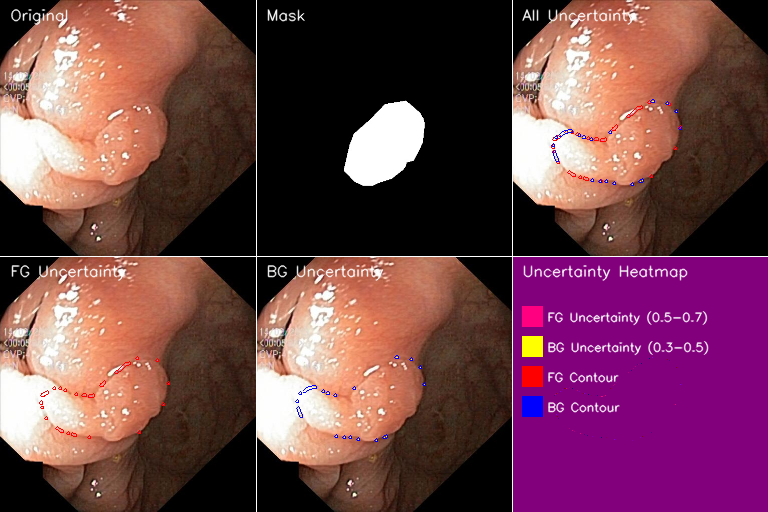 Original
Mask
All Uncertainty
FG Uncertainty
BG Uncertainty
Uncertainty Heatmap
FG Uncertainty (0.5-0.7)
BG Uncertainty (0.3-0.5)
FG Contour
BG Contour